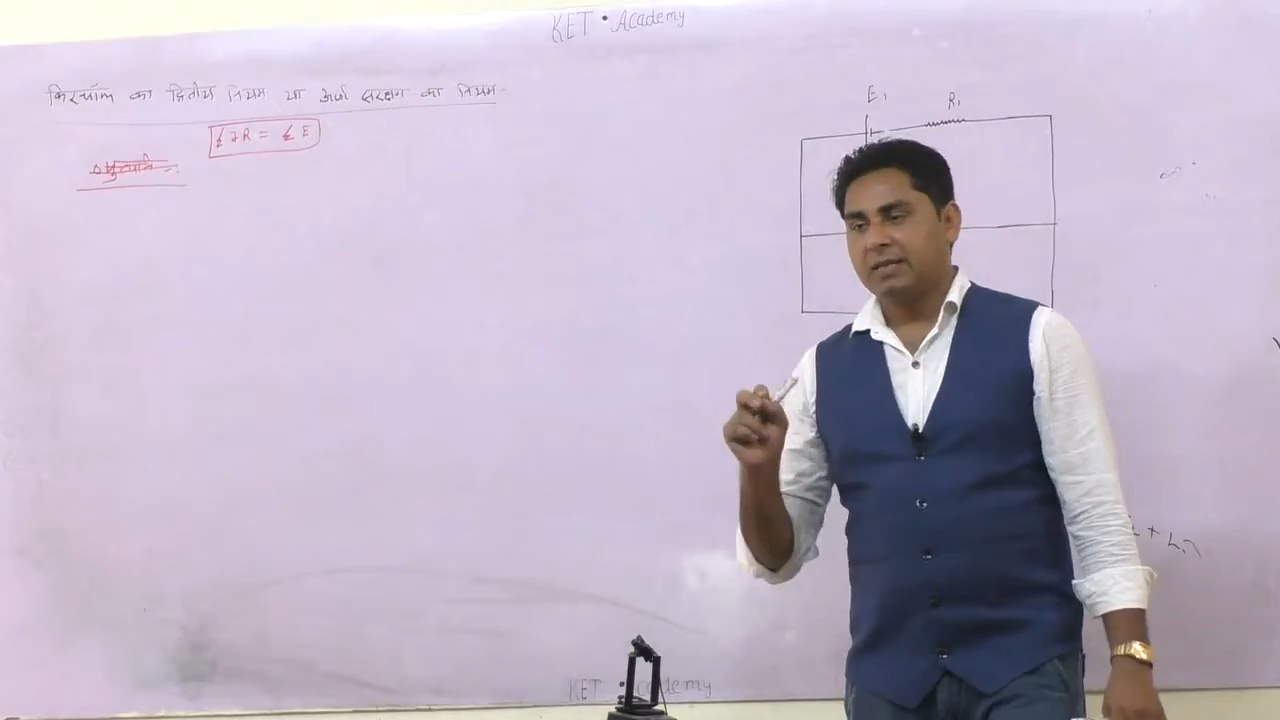 KET • Academy
किरचॉफ का द्वितीय नियम या ऊर्जा संरक्षण का नियम -
Σ IR = Σ E
E₁
R₁
KET • Academy